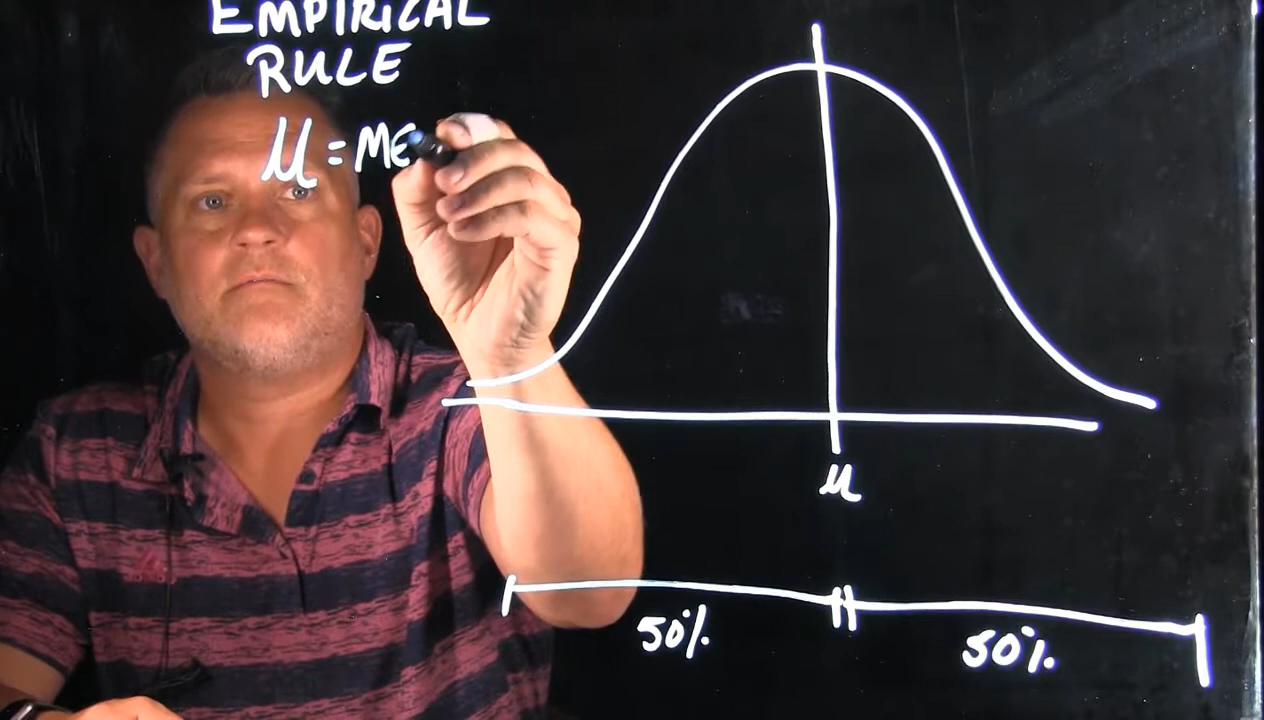 EMPIRICAL
RULE
μ = ME
μ
50%
50%